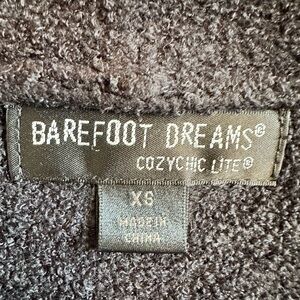 BAREFOOT DREAMS®
COZYCHIC LITE®
XS
MADE IN
CHINA